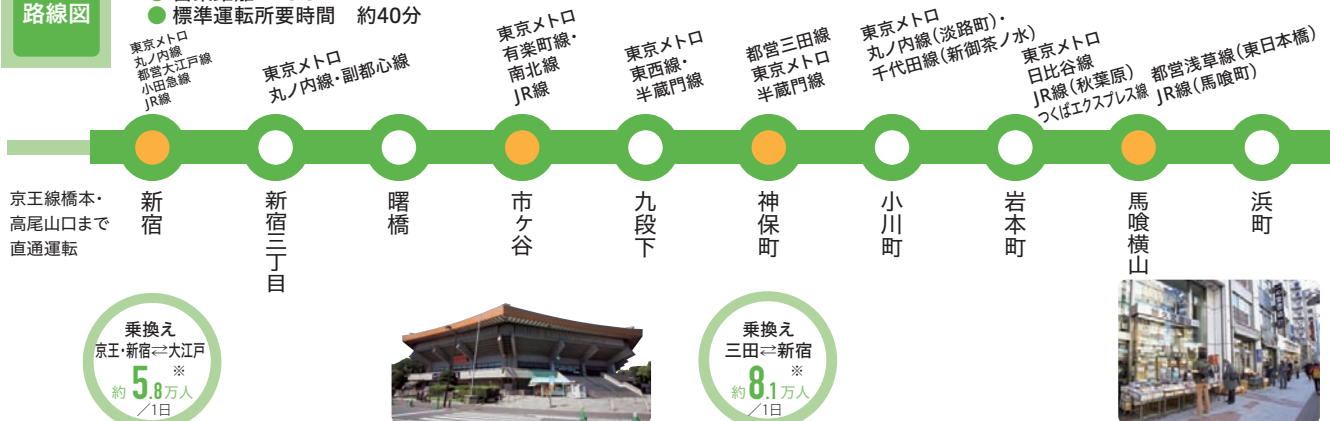 路線図
● 標準運転所要時間　約40分
東京メトロ
丸ノ内線
都営大江戸線
小田急線
JR線
東京メトロ
丸ノ内線・副都心線
東京メトロ
有楽町線・
南北線
JR線
東京メトロ
東西線・
半蔵門線
都営三田線
東京メトロ
半蔵門線
東京メトロ
丸ノ内線(淡路町)・
千代田線(新御茶ノ水)
東京メトロ
日比谷線
JR線(秋葉原)
つくばエクスプレス線
都営浅草線(東日本橋)
JR線(馬喰町)
京王線橋本・
高尾山口まで
直通運転
新宿
新宿三丁目
曙橋
市ケ谷
九段下
神保町
小川町
岩本町
馬喰横山
浜町
乗換え
京王・新宿⇄大江戸
約5.8万人※
／1日
乗換え
三田⇄新宿
約8.1万人※
／1日